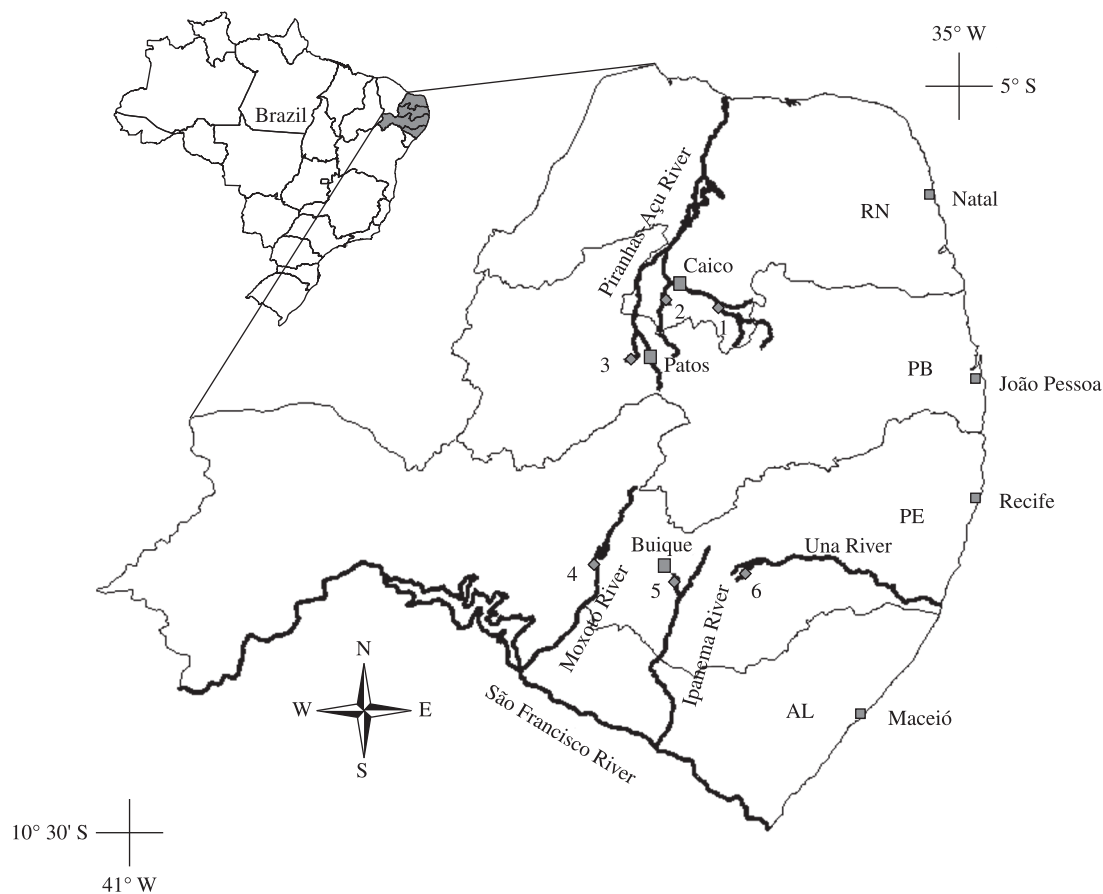 35° W
5° S
Brazil
Piranhas-Açu River
RN
Natal
Caico
2
1
3
Patos
PB
João Pessoa
Recife
PE
Buique
Una River
4
5
6
Moxotó River
Ipanema River
N
W
E
S
São Francisco River
AL
Maceió
10° 30' S
41° W